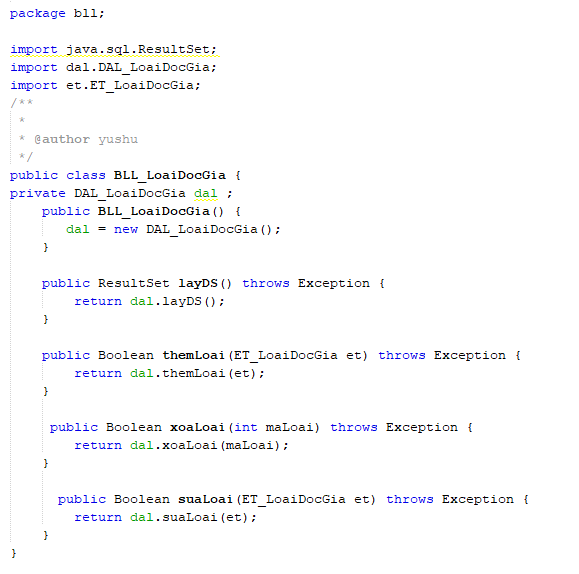 package bll;
import java.sql.ResultSet;
import dal.DAL_LoaiDocGia;
import et.ET_LoaiDocGia;
/**
 *
 * @author yushu
 */
public class BLL_LoaiDocGia {
private DAL_LoaiDocGia dal ;
    public BLL_LoaiDocGia() {
       dal = new DAL_LoaiDocGia();
    }
    public ResultSet layDS() throws Exception {
        return dal.layDS();
    }
    public Boolean themLoai(ET_LoaiDocGia et) throws Exception {
        return dal.themLoai(et);
    }
     public Boolean xoaLoai(int maLoai) throws Exception {
        return dal.xoaLoai(maLoai);
    }
      public Boolean suaLoai(ET_LoaiDocGia et) throws Exception {
        return dal.suaLoai(et);
    }
}